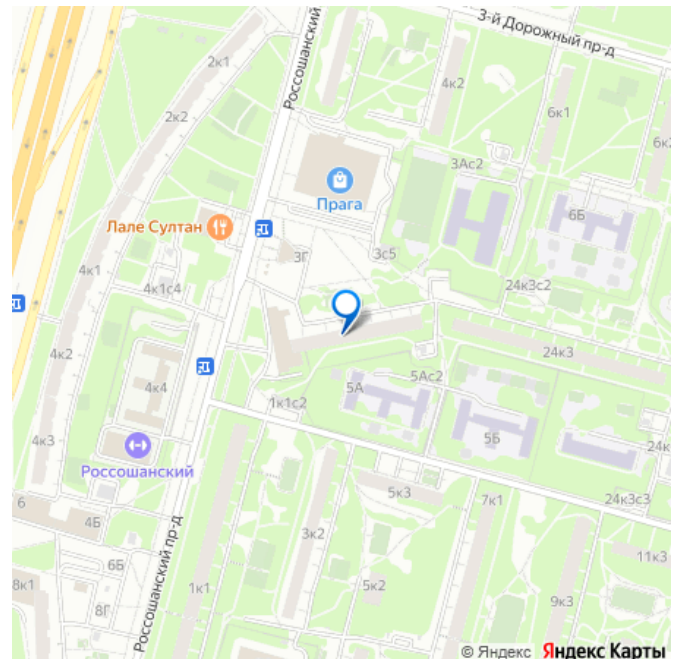 3-й Дорожный пр-д
Россошанский
2к1
4к2
6к1
2к2
6к
3Ас2
Прага
6Б
Лале Султан
3Г
3с5
4к1
4к1с4
24к3с2
4к2
24к3
4к4
5А
5Ас2
1к1с2
4к3
5Б
24к
Россошанский
6
4Б
5к3
7к1
24к3с3
3к2
6Б
11к3
8к1
5к2
1к1
9к3
8Г
Россошанский пр-д
© Яндекс Яндекс Карты